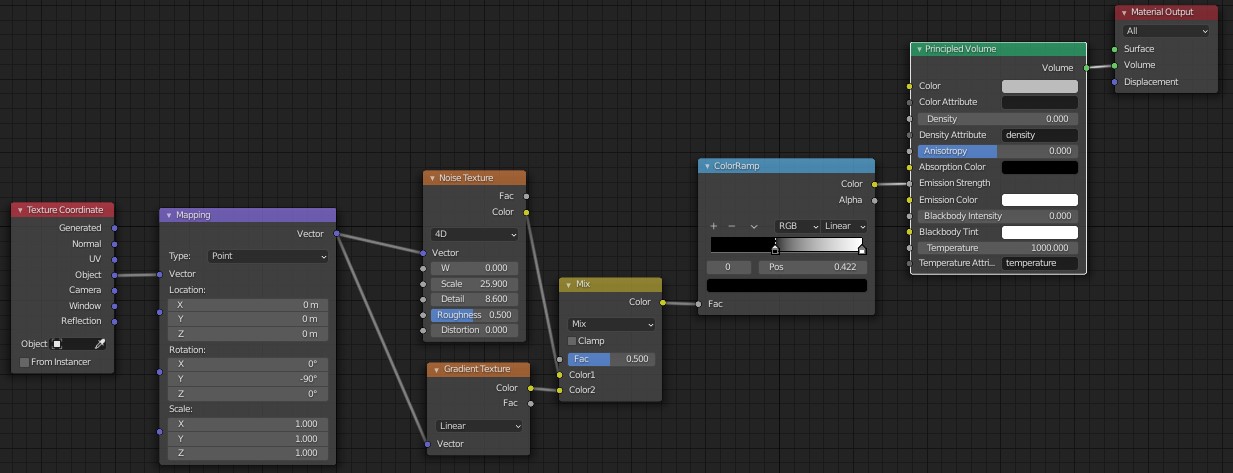 Texture Coordinate
Generated
Normal
UV
Object
Camera
Window
Reflection
Object
From Instancer
Mapping
Vector
Type: Point
Vector
Location:
X 0 m
Y 0 m
Z 0 m
Rotation:
X 0°
Y -90°
Z 0°
Scale:
X 1.000
Y 1.000
Z 1.000
Noise Texture
Fac
Color
4D
Vector
W 0.000
Scale 25.900
Detail 8.600
Roughness 0.500
Distortion 0.000
Gradient Texture
Color
Fac
Linear
Vector
Mix
Color
Mix
Clamp
Fac 0.500
Color1
Color2
ColorRamp
Color
Alpha
+ − RGB Linear
0 Pos 0.422
Fac
Principled Volume
Volume
Color
Color Attribute
Density 0.000
Density Attribute density
Anisotropy 0.000
Absorption Color
Emission Strength
Emission Color
Blackbody Intensity 0.000
Blackbody Tint
Temperature 1000.000
Temperature Attri... temperature
Material Output
All
Surface
Volume
Displacement